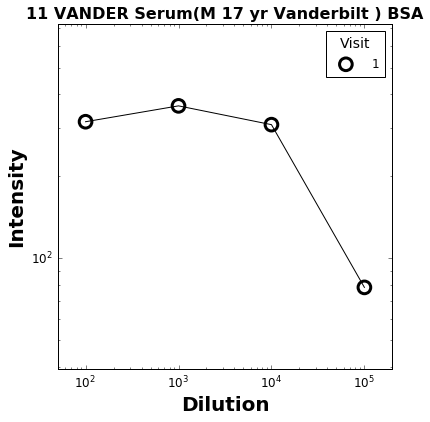 11 VANDER Serum(M 17 yr Vanderbilt ) BSA
Visit
1
Intensity
10²
10² 10³ 10⁴ 10⁵
Dilution